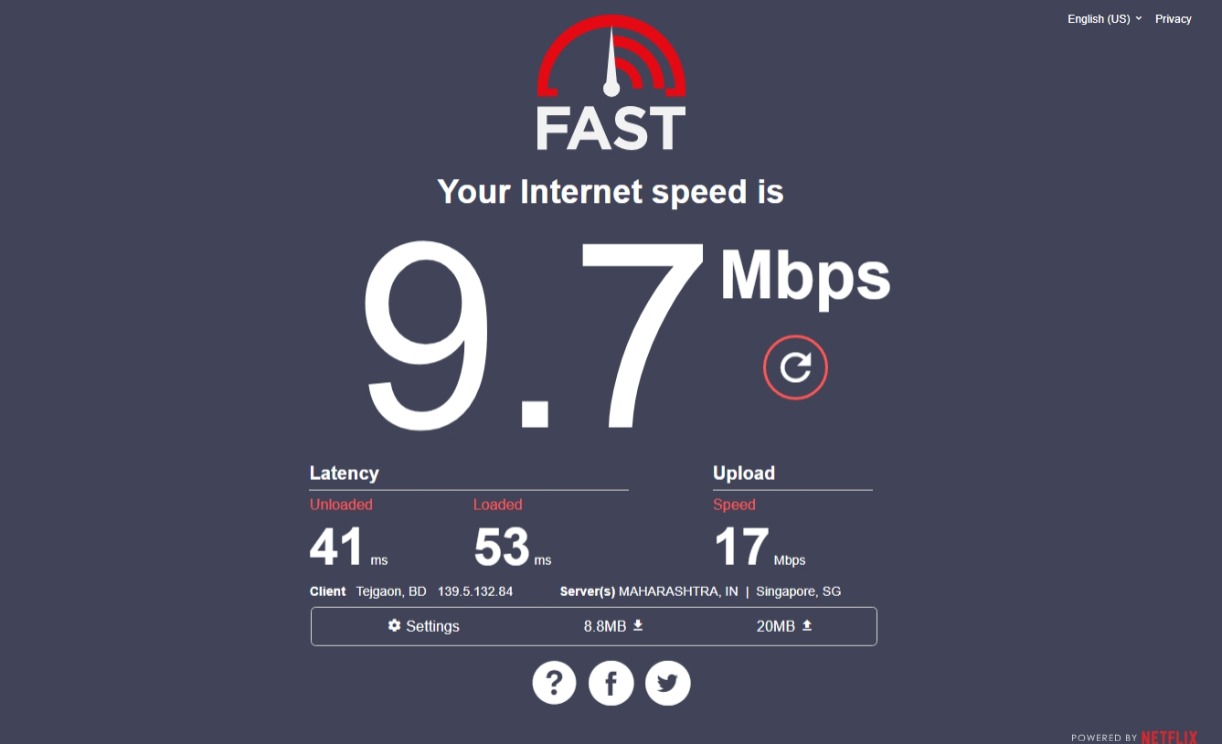 English (US) Privacy
FAST
Your Internet speed is
9.7 Mbps
Latency
Unloaded Loaded
41 ms 53 ms
Upload
Speed
17 Mbps
Client Tejgaon, BD 139.5.132.84 Server(s) MAHARASHTRA, IN | Singapore, SG
Settings 8.8MB 20MB
?
f
POWERED BY NETFLIX